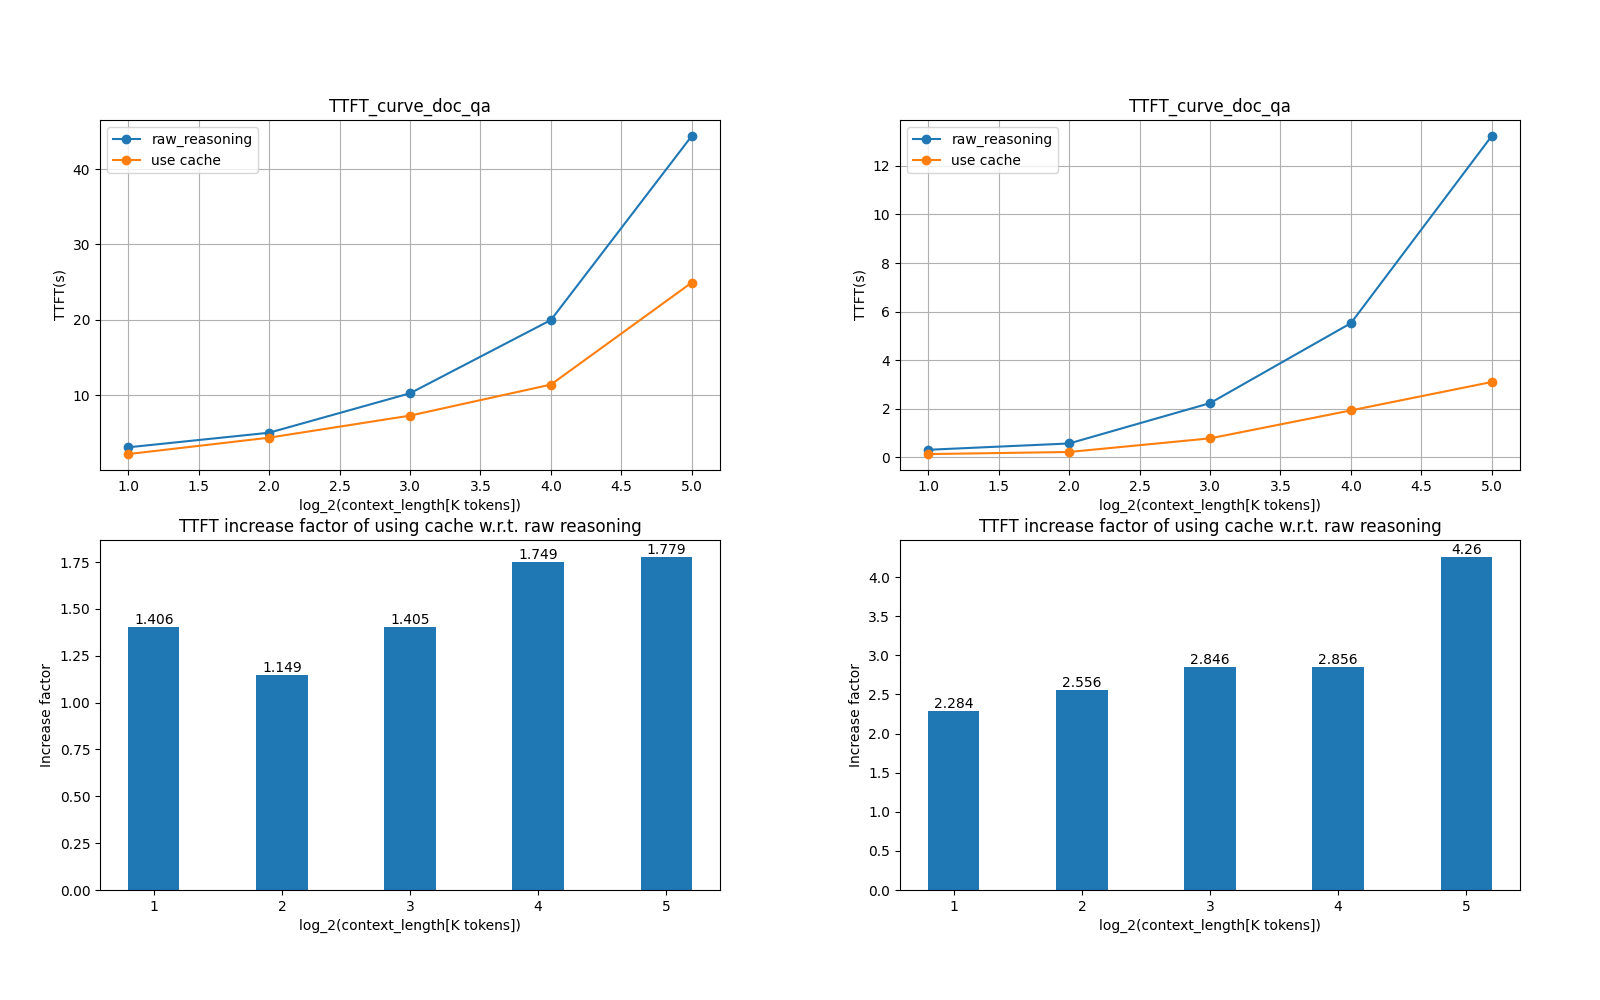 TTFT_curve_doc_qa
raw_reasoning
use cache
TTFT(s)
40
30
20
10
1.0 1.5 2.0 2.5 3.0 3.5 4.0 4.5 5.0
log_2(context_length[K tokens])
TTFT_curve_doc_qa
raw_reasoning
use cache
TTFT(s)
12
10
8
6
4
2
0
1.0 1.5 2.0 2.5 3.0 3.5 4.0 4.5 5.0
log_2(context_length[K tokens])
TTFT increase factor of using cache w.r.t. raw reasoning
Increase factor
1.75
1.50
1.25
1.00
0.75
0.50
0.25
0.00
1.406
1.149
1.405
1.749
1.779
1 2 3 4 5
log_2(context_length[K tokens])
TTFT increase factor of using cache w.r.t. raw reasoning
Increase factor
4.0
3.5
3.0
2.5
2.0
1.5
1.0
0.5
0.0
2.284
2.556
2.846
2.856
4.26
1 2 3 4 5
log_2(context_length[K tokens])